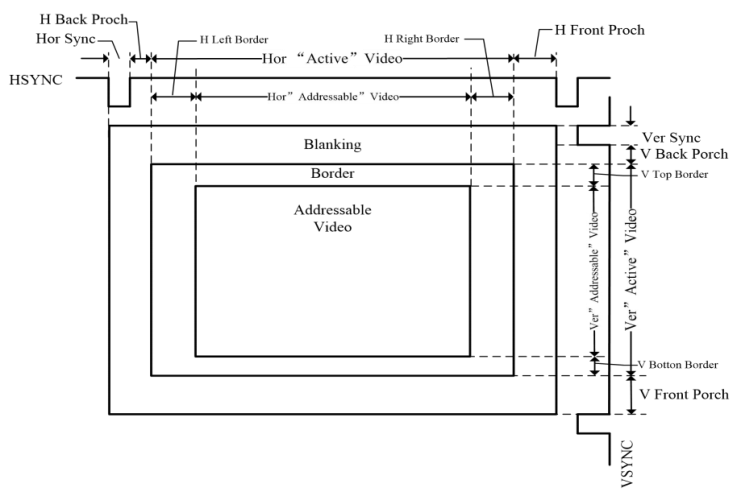 H Back Proch
Hor Sync
H Left Border
H Right Border
H Front Proch
Hor “Active” Video
HSYNC
Hor” Addressable” Video
Blanking
Ver Sync
V Back Porch
Border
V Top Border
Addressable
Video
Ver” Addressable” Video
Ver” Active” Video
V Botton Border
V Front Porch
VSYNC